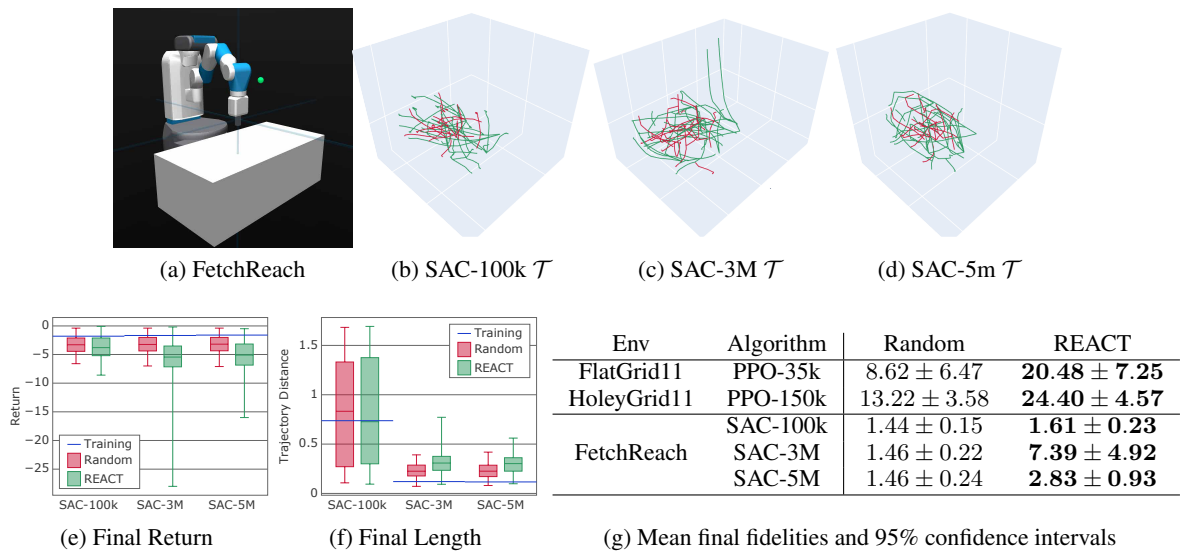 (a) FetchReach
(b) SAC-100k 𝒯
(c) SAC-3M 𝒯
(d) SAC-5m 𝒯
0
−5
−10
−15
−20
−25
Return
Training
Random
REACT
SAC-100k SAC-3M SAC-5M
(e) Final Return
1.5
1
0.5
0
Trajectory Distance
Training
Random
REACT
SAC-100k SAC-3M SAC-5M
(f) Final Length
Env Algorithm Random REACT
FlatGrid11 PPO-35k 8.62 ± 6.47 20.48 ± 7.25
HoleyGrid11 PPO-150k 13.22 ± 3.58 24.40 ± 4.57
SAC-100k 1.44 ± 0.15 1.61 ± 0.23
FetchReach SAC-3M 1.46 ± 0.22 7.39 ± 4.92
SAC-5M 1.46 ± 0.24 2.83 ± 0.93
(g) Mean final fidelities and 95% confidence intervals